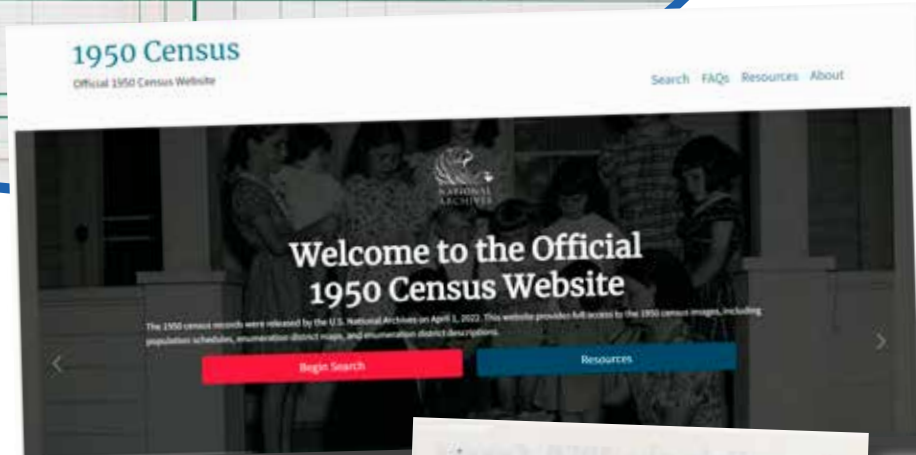 1950 Census
Official 1950 Census Website
Search FAQs Resources About
NATIONAL
ARCHIVES
Welcome to the Official
1950 Census Website
The 1950 census records were released by the U.S. National Archives on April 1, 2022. This website provides full access to the 1950 census images, including
population schedules, enumeration district maps, and enumeration district descriptions.
Begin Search
Resources